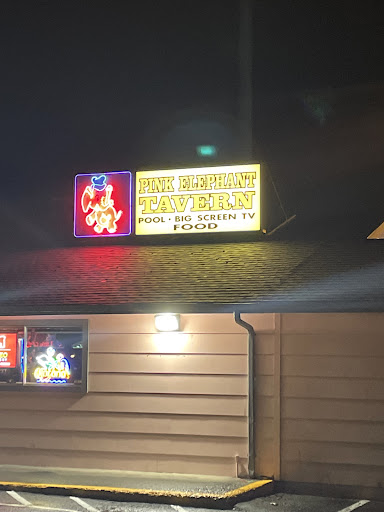 PINK ELEPHANT
TAVERN
POOL · BIG SCREEN TV
FOOD